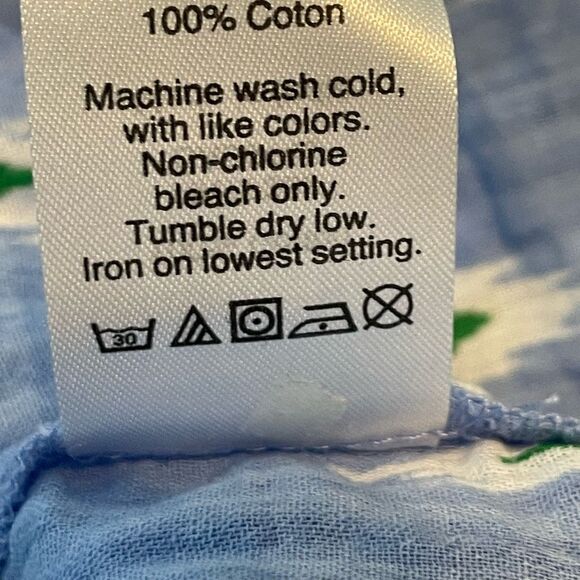 100% Coton
Machine wash cold,
with like colors.
Non-chlorine
bleach only.
Tumble dry low.
Iron on lowest setting.
30